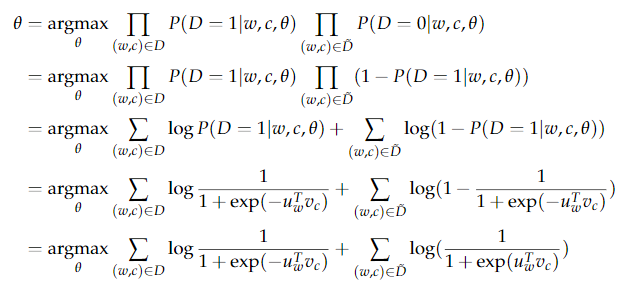 θ = argmax_θ ∏_{(w,c)∈D} P(D = 1|w, c, θ) ∏_{(w,c)∈D̃} P(D = 0|w, c, θ)
= argmax_θ ∏_{(w,c)∈D} P(D = 1|w, c, θ) ∏_{(w,c)∈D̃} (1 − P(D = 1|w, c, θ))
= argmax_θ ∑_{(w,c)∈D} log P(D = 1|w, c, θ) + ∑_{(w,c)∈D̃} log(1 − P(D = 1|w, c, θ))
= argmax_θ ∑_{(w,c)∈D} log 1/(1 + exp(−u_w^T v_c)) + ∑_{(w,c)∈D̃} log(1 − 1/(1 + exp(−u_w^T v_c)))
= argmax_θ ∑_{(w,c)∈D} log 1/(1 + exp(−u_w^T v_c)) + ∑_{(w,c)∈D̃} log(1/(1 + exp(u_w^T v_c)))